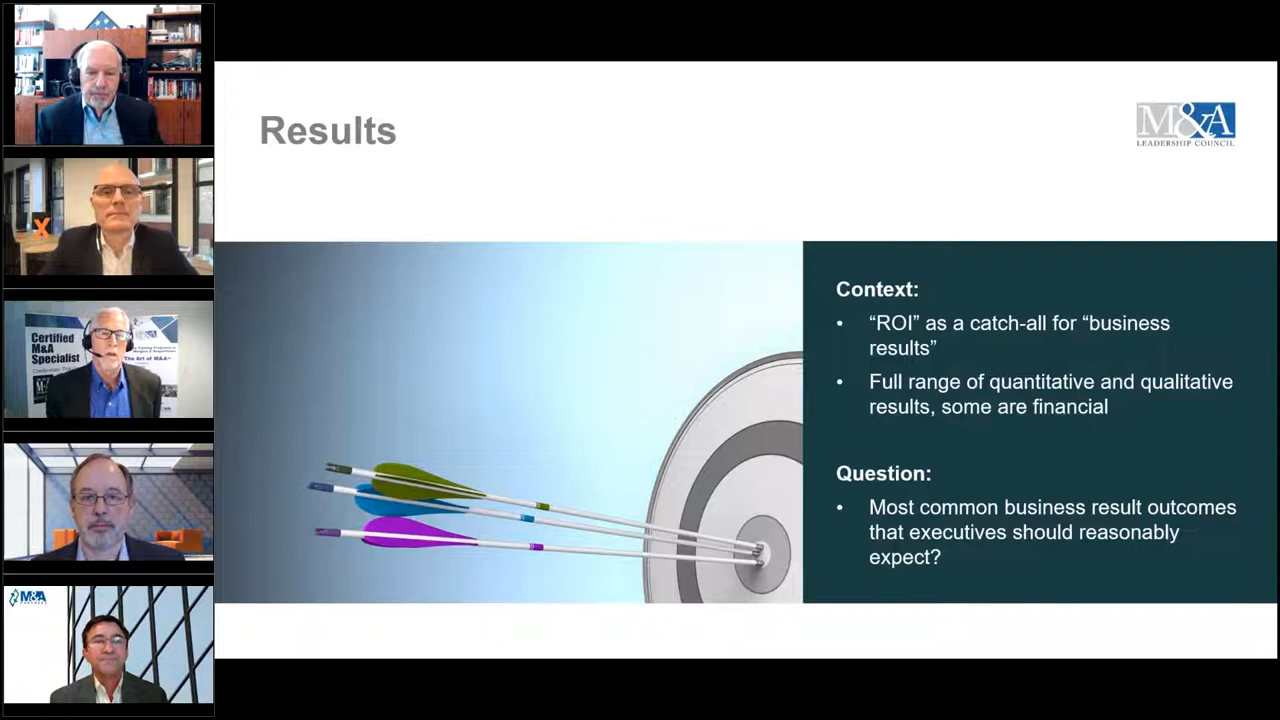 Results
M&A
LEADERSHIP COUNCIL
Context:
• “ROI” as a catch-all for “business
results”
• Full range of quantitative and qualitative
results, some are financial
Question:
• Most common business result outcomes
that executives should reasonably
expect?
X
Certified
M&A
Specialist
The Art of M&A
M&A
PARTNERS